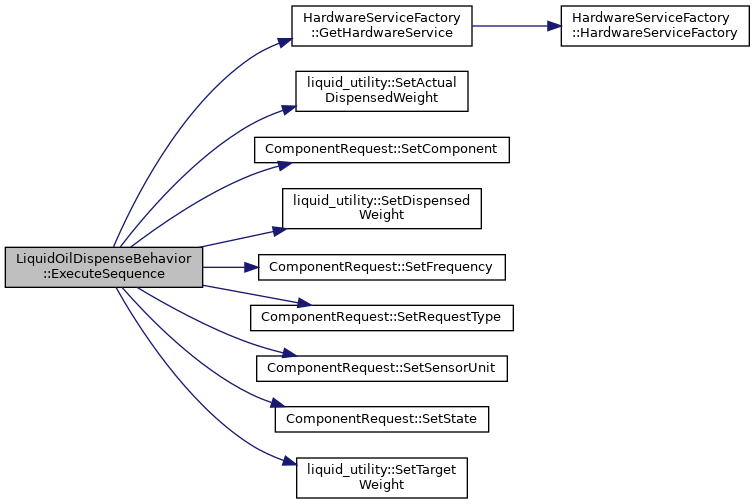 HardwareServiceFactory
::GetHardwareService
HardwareServiceFactory
::HardwareServiceFactory
liquid_utility::SetActual
DispensedWeight
ComponentRequest::SetComponent
liquid_utility::SetDispensed
Weight
LiquidOilDispenseBehavior
::ExecuteSequence
ComponentRequest::SetFrequency
ComponentRequest::SetRequestType
ComponentRequest::SetSensorUnit
ComponentRequest::SetState
liquid_utility::SetTarget
Weight